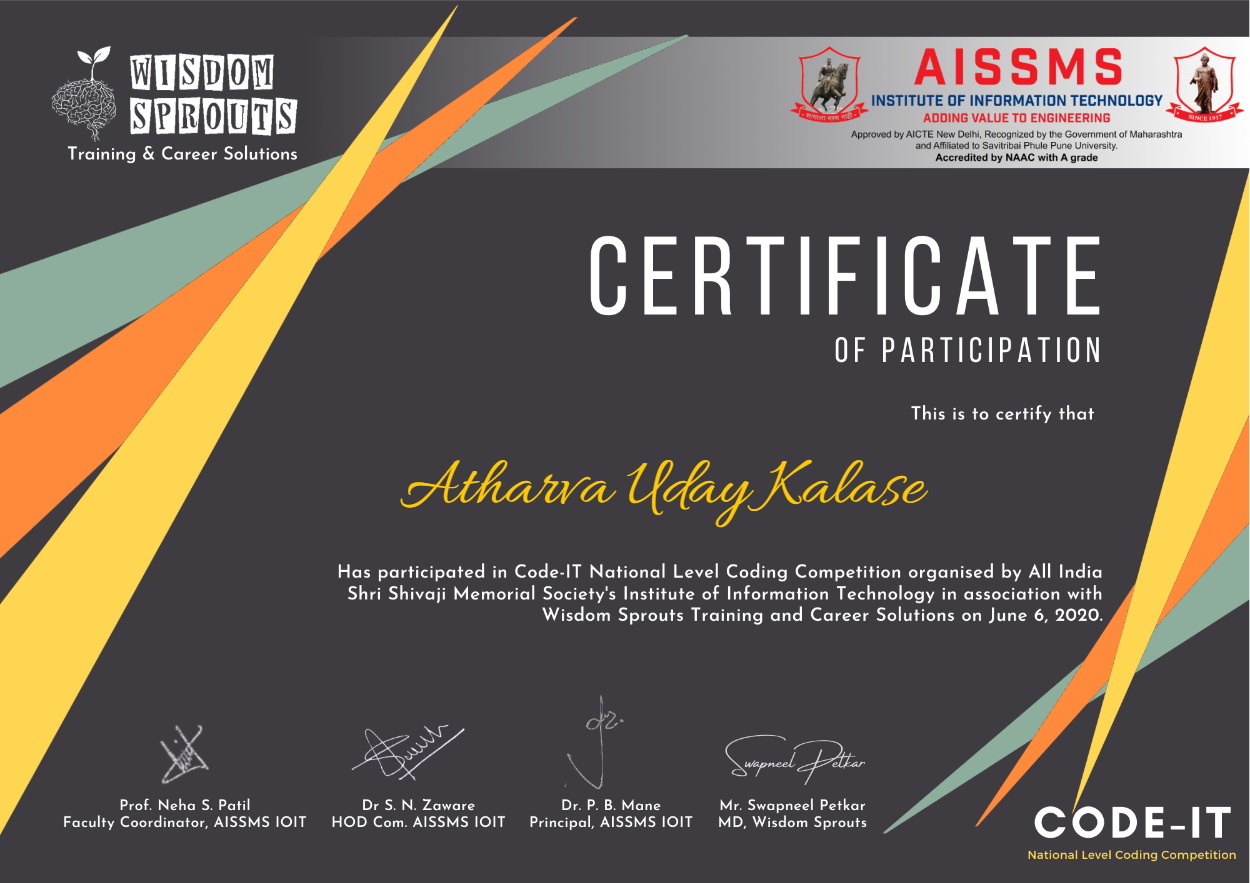 WISDOM
SPROUTS
Training & Career Solutions
AISSMS
INSTITUTE OF INFORMATION TECHNOLOGY
ADDING VALUE TO ENGINEERING
Approved by AICTE New Delhi, Recognized by the Government of Maharashtra
and Affiliated to Savitribai Phule Pune University.
Accredited by NAAC with A grade
SINCE 1917
CERTIFICATE
OF PARTICIPATION
This is to certify that
Atharva Uday Kalase
Has participated in Code-IT National Level Coding Competition organised by All India
Shri Shivaji Memorial Society's Institute of Information Technology in association with
Wisdom Sprouts Training and Career Solutions on June 6, 2020.
Swapneel Petkar
Prof. Neha S. Patil
Faculty Coordinator, AISSMS IOIT
Dr S. N. Zaware
HOD Com. AISSMS IOIT
Dr. P. B. Mane
Principal, AISSMS IOIT
Mr. Swapneel Petkar
MD, Wisdom Sprouts
CODE-IT
National Level Coding Competition